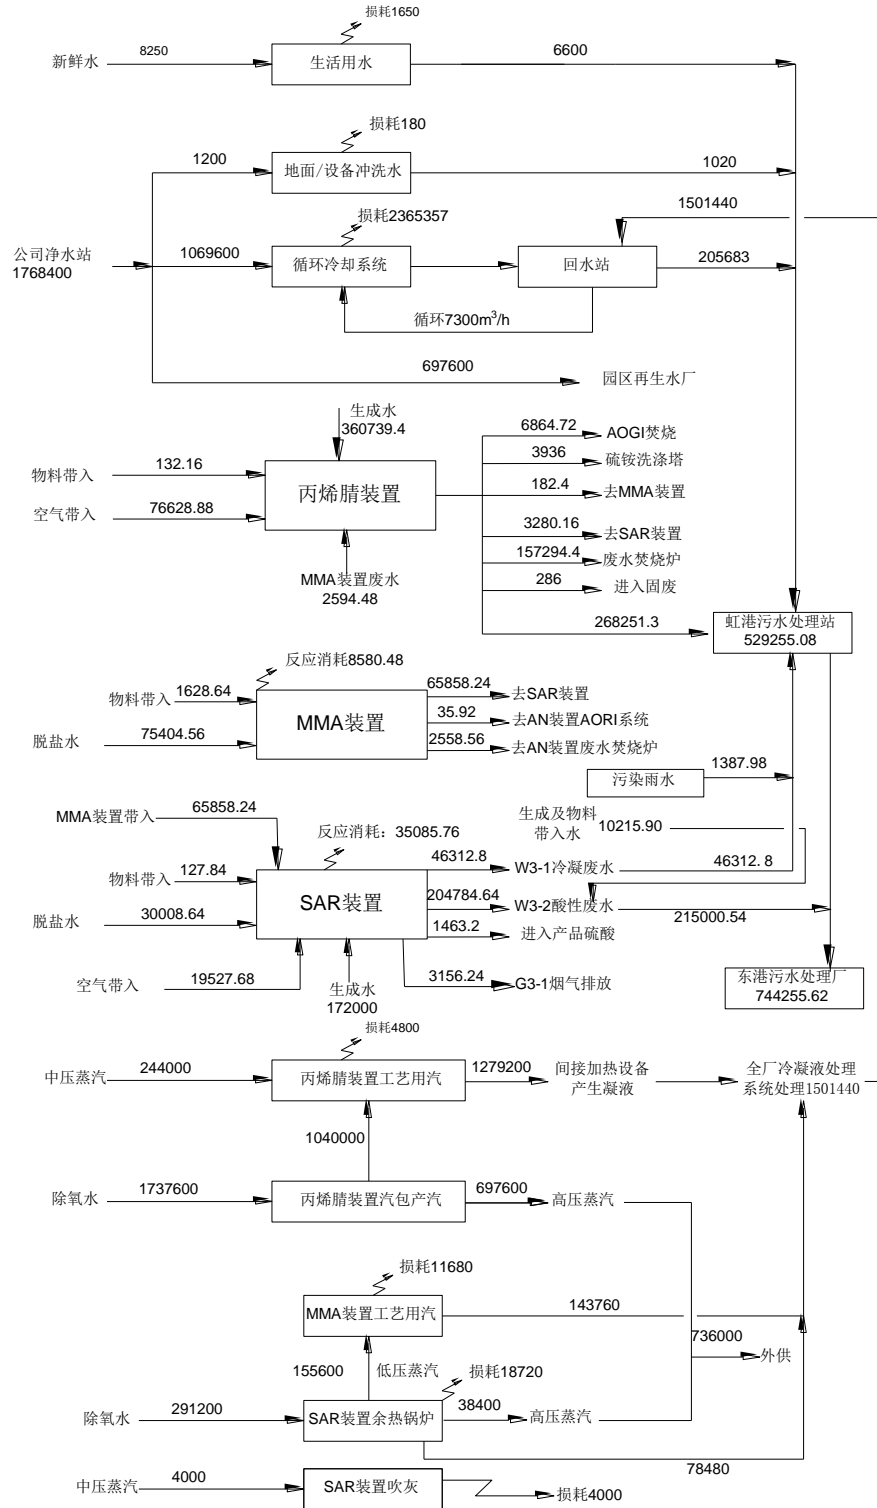 损耗1650
新鲜水
8250
生活用水
6600
损耗180
1200
地面/设备冲洗水
1020
损耗2365357
1501440
公司净水站
1768400
1069600
循环冷却系统
回水站
205683
循环7300m³/h
697600
园区再生水厂
生成水
360739.4
物料带入
132.16
空气带入
76628.88
丙烯腈装置
MMA装置废水
2594.48
6864.72
AOGI焚烧
3936
硫铵洗涤塔
182.4
去MMA装置
3280.16
去SAR装置
157294.4
废水焚烧炉
286
进入固废
268251.3
虹港污水处理站
529255.08
反应消耗8580.48
物料带入
1628.64
脱盐水
75404.56
MMA装置
65858.24
去SAR装置
35.92
去AN装置AORI系统
2558.56
去AN装置废水焚烧炉
污染雨水
1387.98
MMA装置带入
65858.24
反应消耗：35085.76
生成及物料
带入水
10215.90
物料带入
127.84
脱盐水
30008.64
SAR装置
46312.8
W3-1冷凝废水
46312. 8
204784.64
W3-2酸性废水
215000.54
1463.2
进入产品硫酸
空气带入
19527.68
生成水
172000
3156.24
G3-1烟气排放
东港污水处理厂
744255.62
损耗4800
中压蒸汽
244000
丙烯腈装置工艺用汽
1279200
间接加热设备
产生凝液
全厂冷凝液处理
系统处理1501440
1040000
除氧水
1737600
丙烯腈装置汽包产汽
697600
高压蒸汽
损耗11680
MMA装置工艺用汽
143760
736000
外供
155600
低压蒸汽
损耗18720
除氧水
291200
SAR装置余热锅炉
38400
高压蒸汽
78480
中压蒸汽
4000
SAR装置吹灰
损耗4000